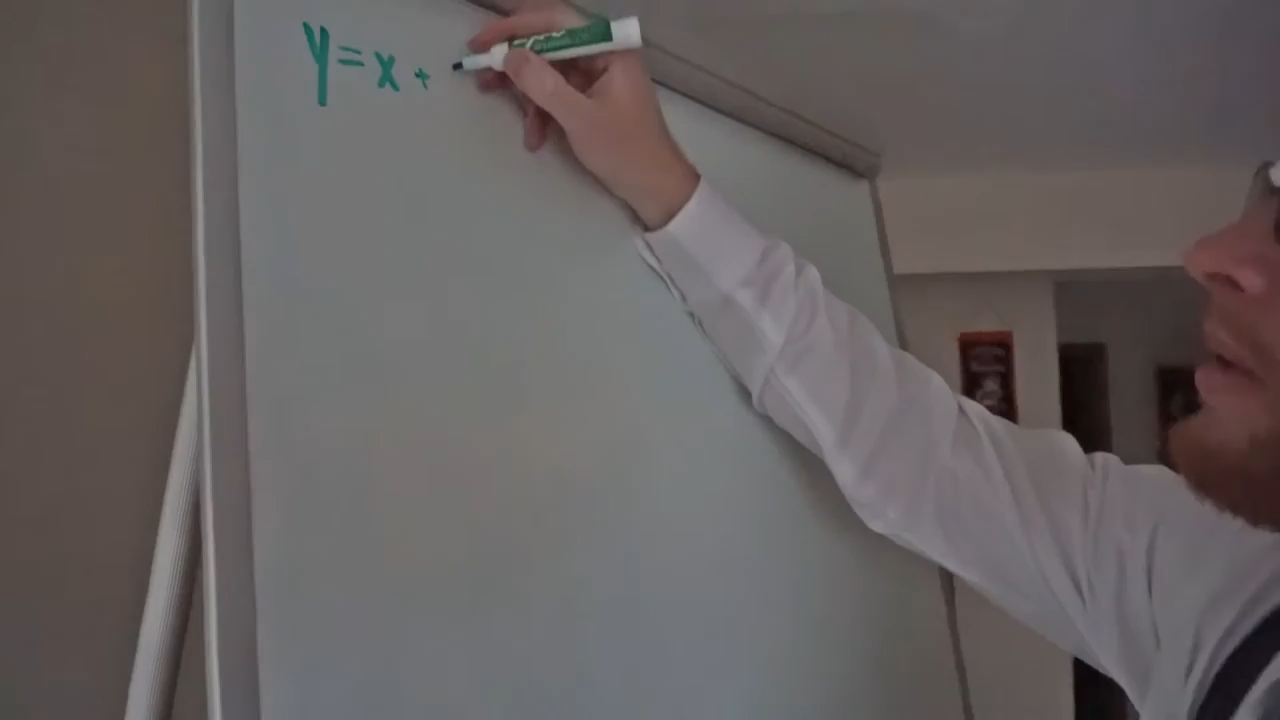 y = x +